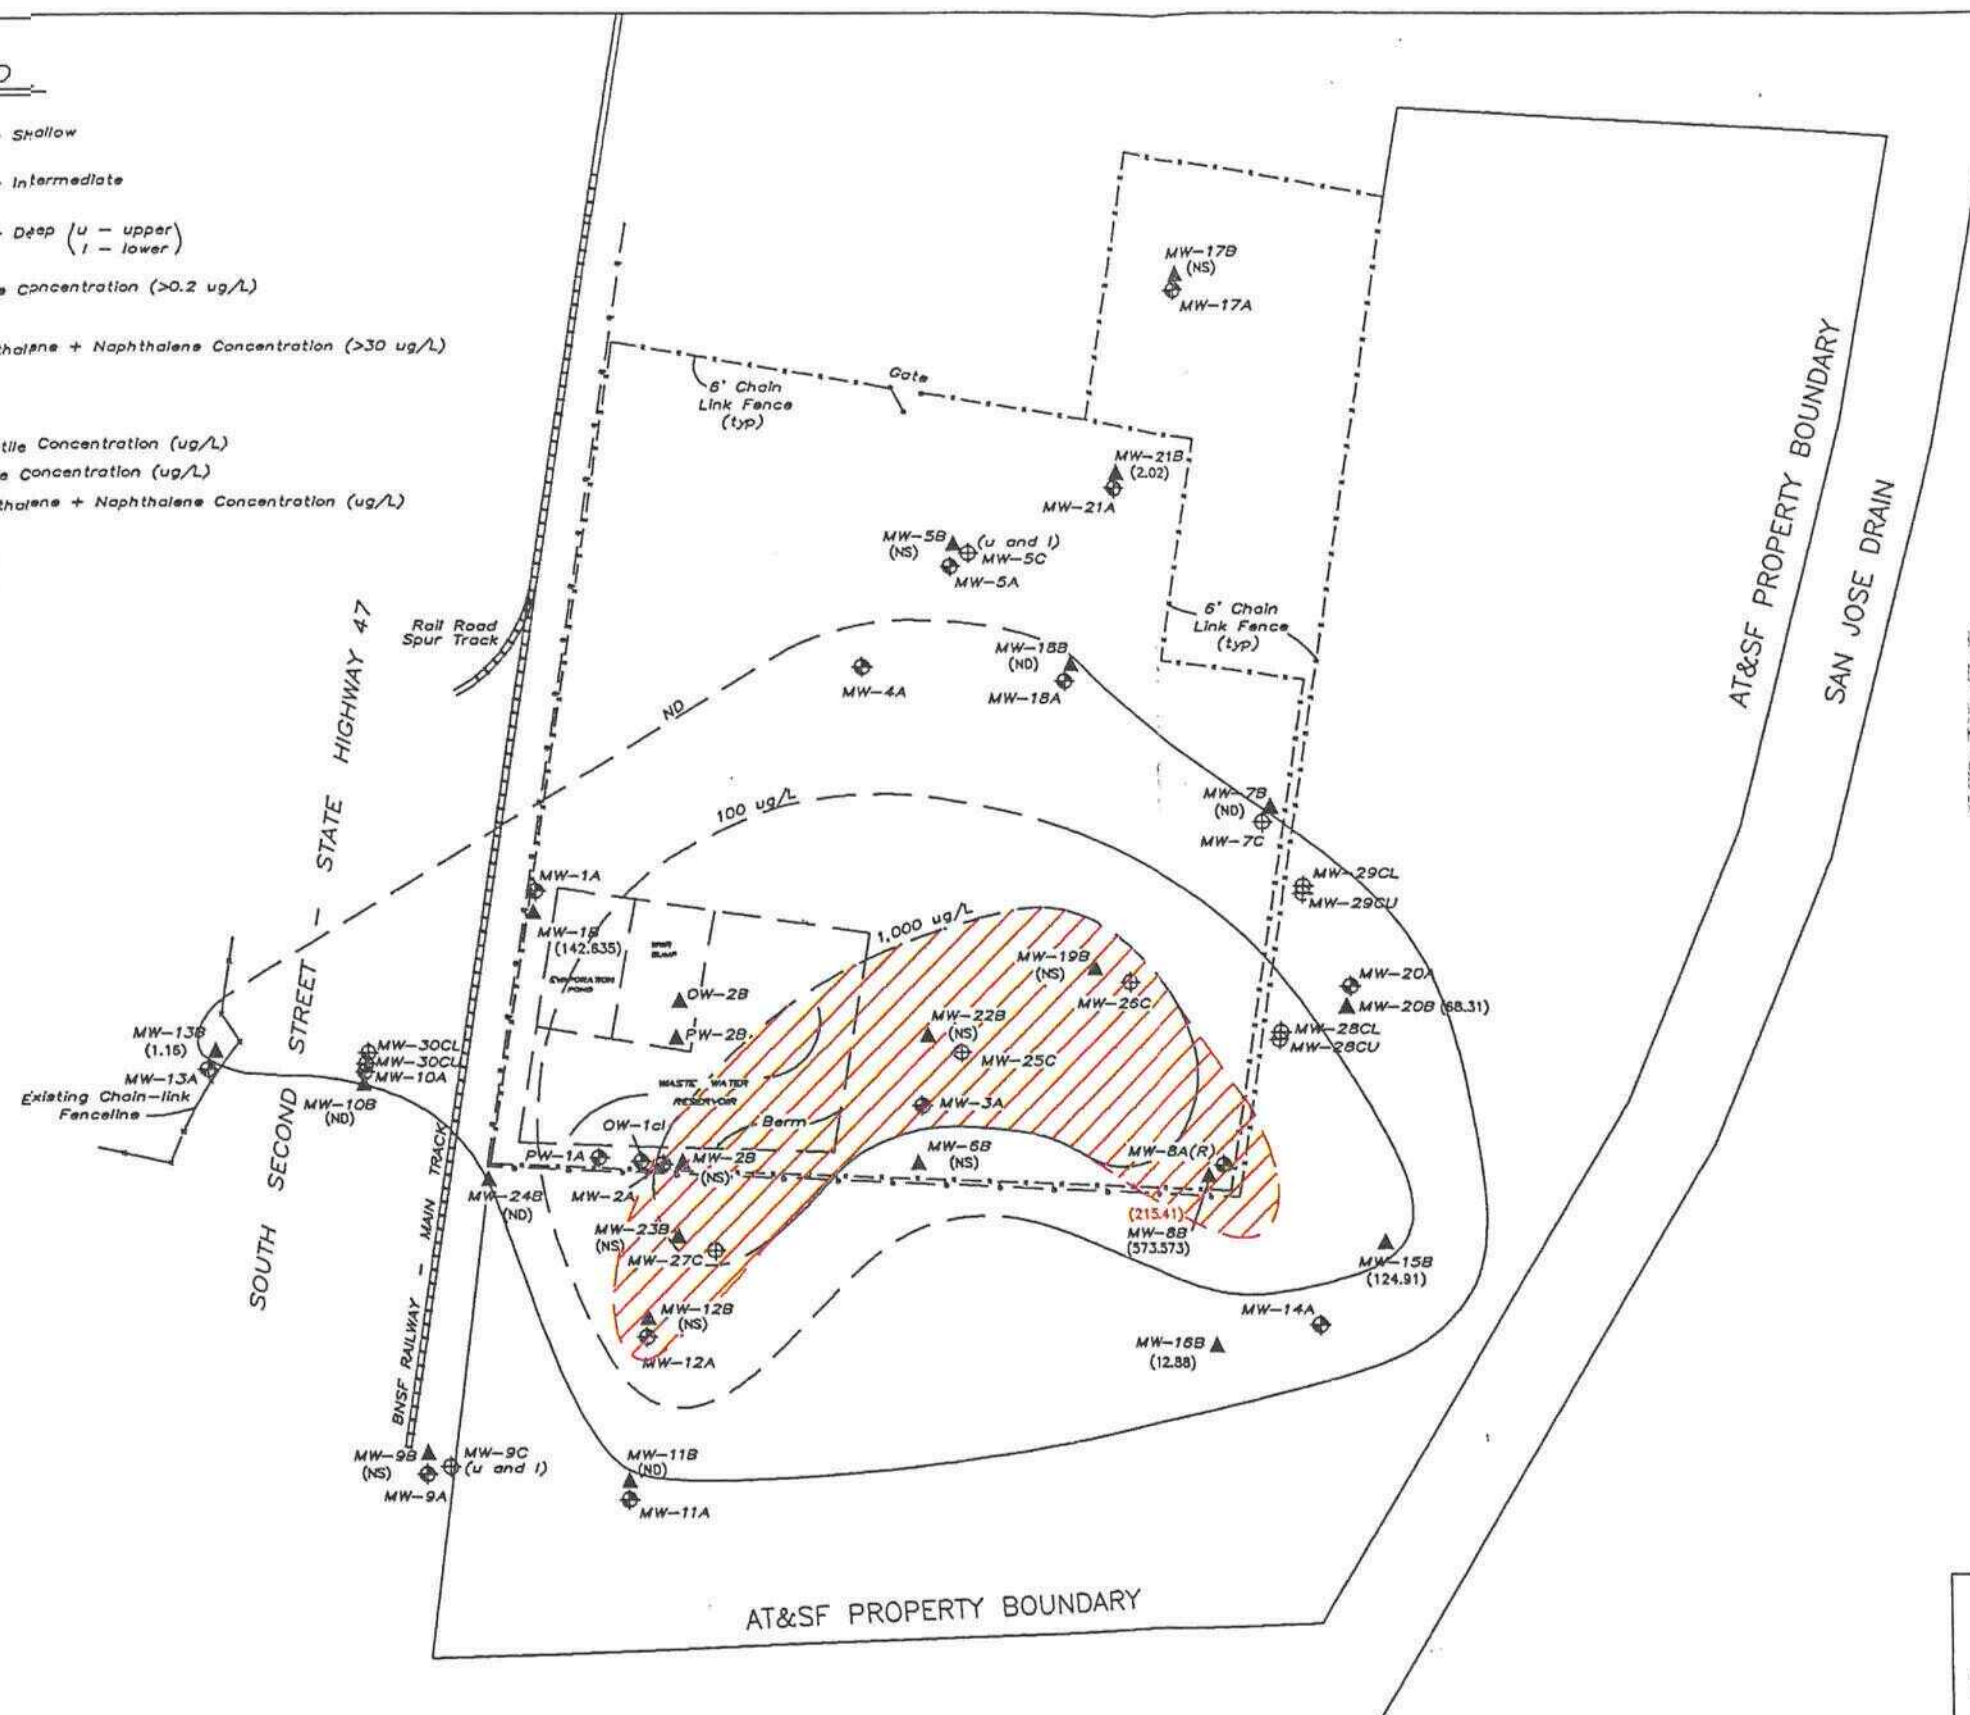 Shallow
Intermediate
Deep (u - upper
l - lower)
Concentration (>0.2 ug/L)
+ Naphthalene Concentration (>30 ug/L)
Concentration (ug/L)
Concentration (ug/L)
+ Naphthalene Concentration (ug/L)
MW-17B
(NS)
MW-17A
Gate
6' Chain
Link Fence
(typ)
MW-21B
(2.02)
MW-21A
MW-5B
(NS)
(u and l)
MW-5C
MW-5A
6' Chain
Link Fence
(typ)
Rail Road
Spur Track
MW-18B
(ND)
MW-18A
MW-4A
ND
AT&SF PROPERTY BOUNDARY
SAN JOSE DRAIN
SOUTH SECOND STREET - STATE HIGHWAY 47
100 ug/L
MW-7B
(ND)
MW-7C
MW-1A
MW-1B
(142.635)
MW-29CL
MW-29CU
1,000 ug/L
EVAPORATION
POND
MW-19B
(NS)
MW-26C
MW-20A
MW-20B (68.31)
OW-2B
PW-2B
MW-22B
(NS)
MW-25C
MW-28CL
MW-28CU
MW-13B
(1.16)
MW-13A
Existing Chain-link
Fenceline
MW-30CL
MW-30CU
MW-10A
MW-10B
(ND)
WASTE WATER
RESERVOIR
MW-3A
Berm
OW-1cl
PW-1A
MW-2B
(NS)
MW-2A
MW-6B
(NS)
MW-8A(R)
MW-24B
(ND)
(215.41)
MW-8B
(573.573)
MW-23B
(NS)
MW-27C
MW-15B
(124.91)
MW-14A
MW-16B
(12.88)
MW-12B
(NS)
MW-12A
BNSF RAILWAY - MAIN TRACK
MW-9B
(NS)
MW-9C
(u and l)
MW-9A
MW-11B
(ND)
MW-11A
AT&SF PROPERTY BOUNDARY